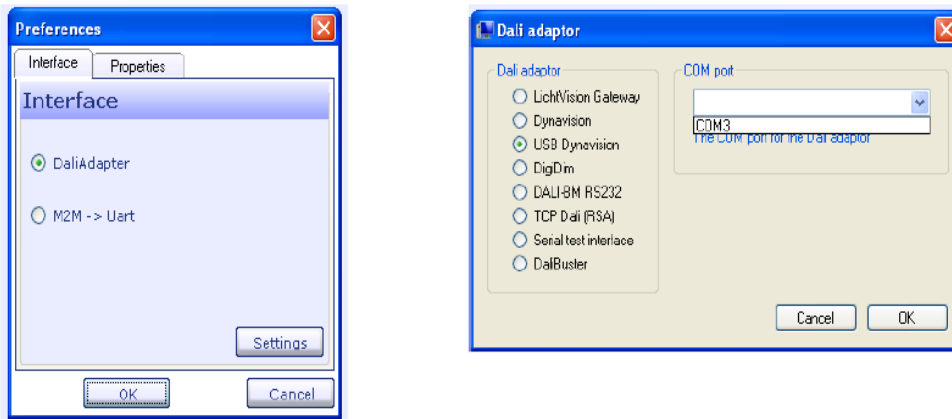 Preferences
Interface
Properties
Interface
DaliAdapter
M2M -> Uart
Settings
OK
Cancel
Dali adaptor
Dali adaptor
LichtVision Gateway
Dynavision
USB Dynavision
DigiDim
DALI-BM RS232
TCP Dali (RSA)
Serial test interface
DaliBuster
COM port
COM3
The COM port for the Dali adaptor
Cancel
OK